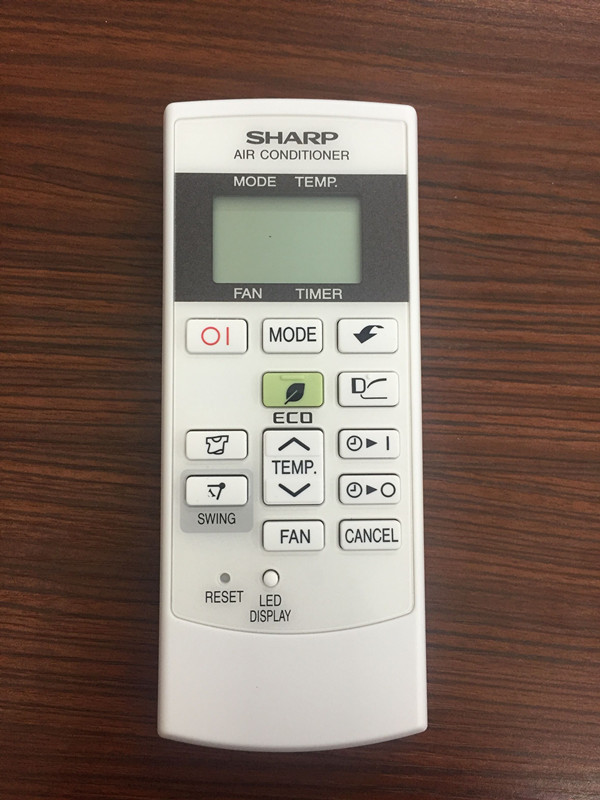 SHARP
AIR CONDITIONER
MODE TEMP.
FAN TIMER
MODE
ECO
TEMP.
SWING
FAN CANCEL
RESET LED
DISPLAY